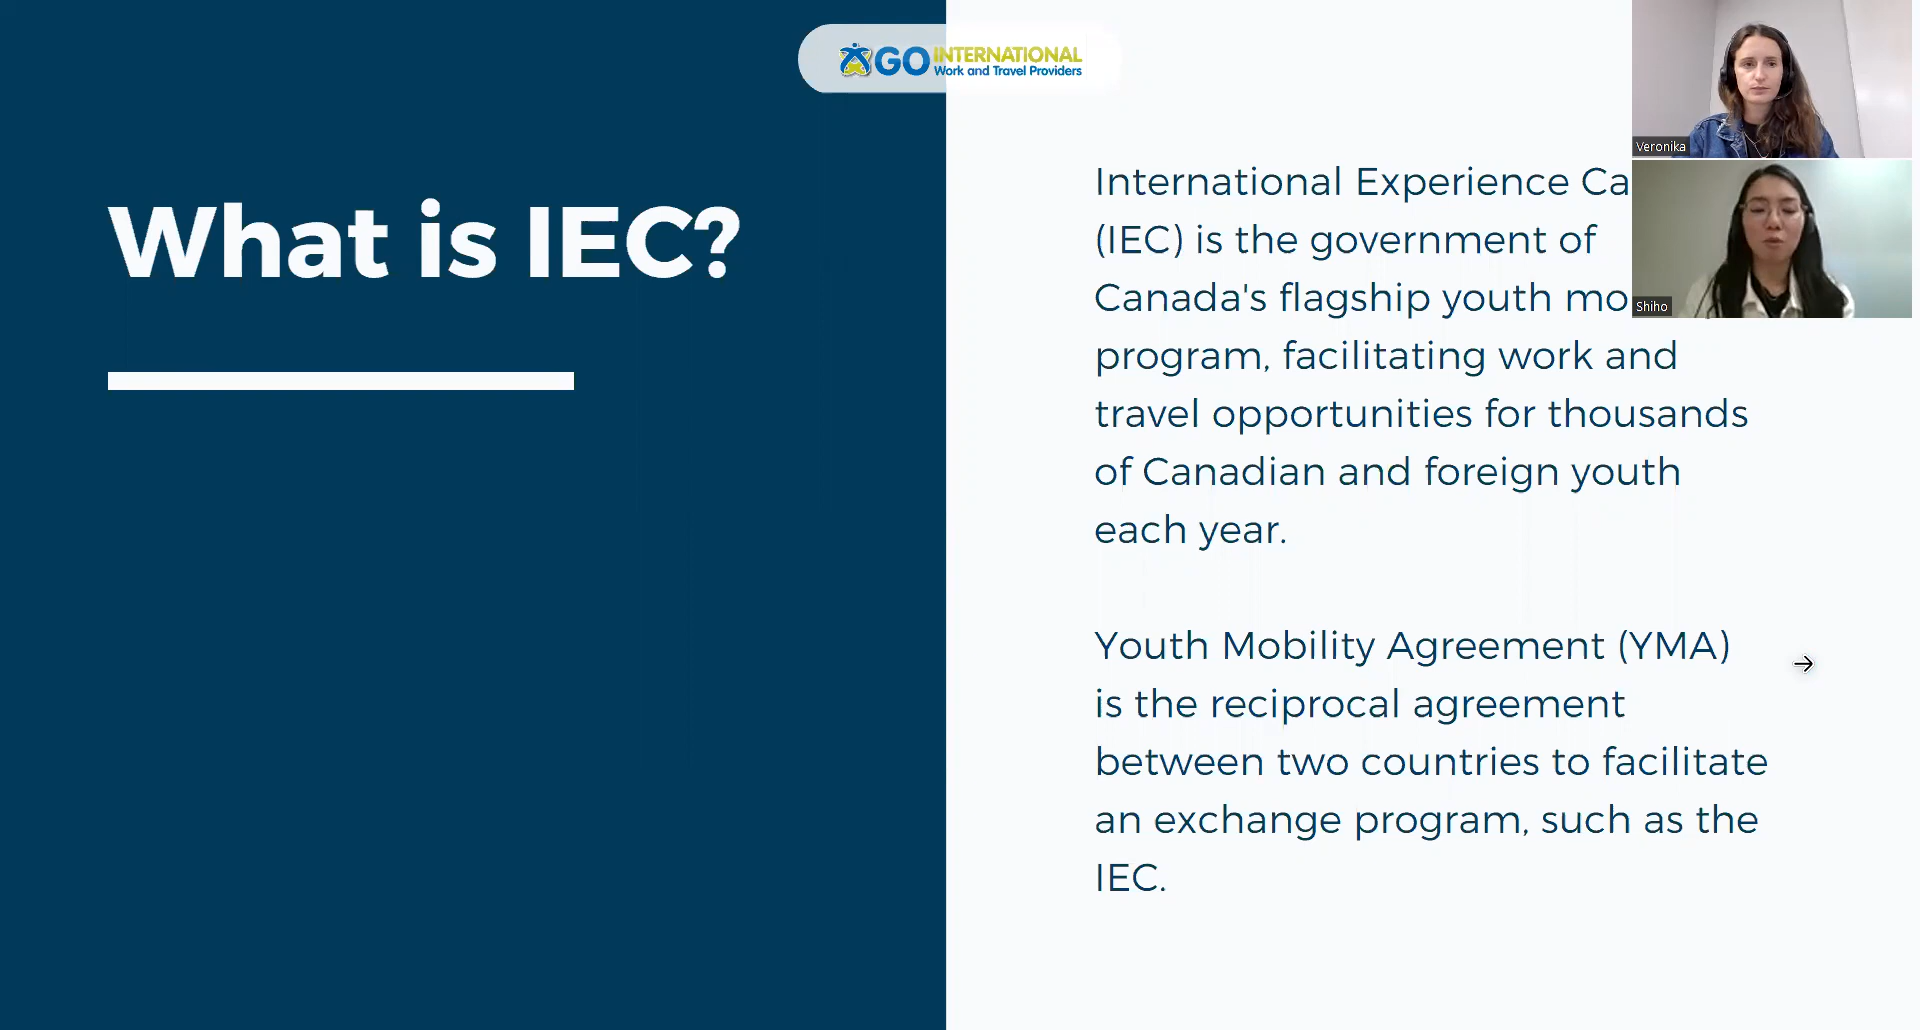 GO INTERNATIONAL
Work and Travel Providers
What is IEC?
International Experience Ca
(IEC) is the government of
Canada's flagship youth mo
program, facilitating work and
travel opportunities for thousands
of Canadian and foreign youth
each year.
Youth Mobility Agreement (YMA)
is the reciprocal agreement
between two countries to facilitate
an exchange program, such as the
IEC.
Veronika
Shiho